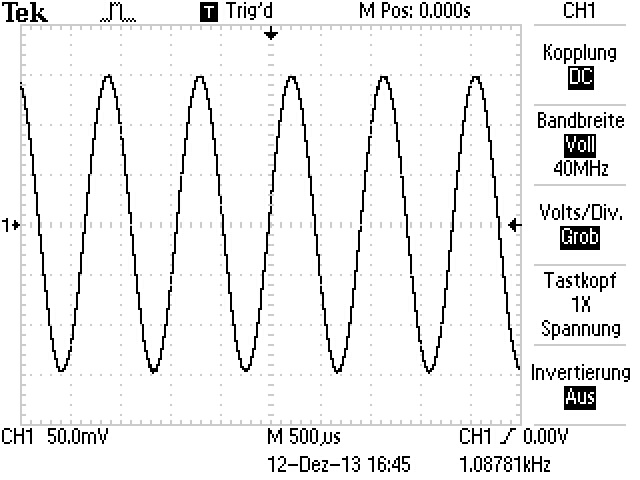 Tek T Trig'd M Pos: 0.000s CH1
Kopplung
DC
Bandbreite
Voll
40MHz
1
Volts/Div.
Grob
Tastkopf
1X
Spannung
Invertierung
Aus
CH1 50.0mV M 500µs CH1 0.00V
12-Dez-13 16:45 1.08781kHz